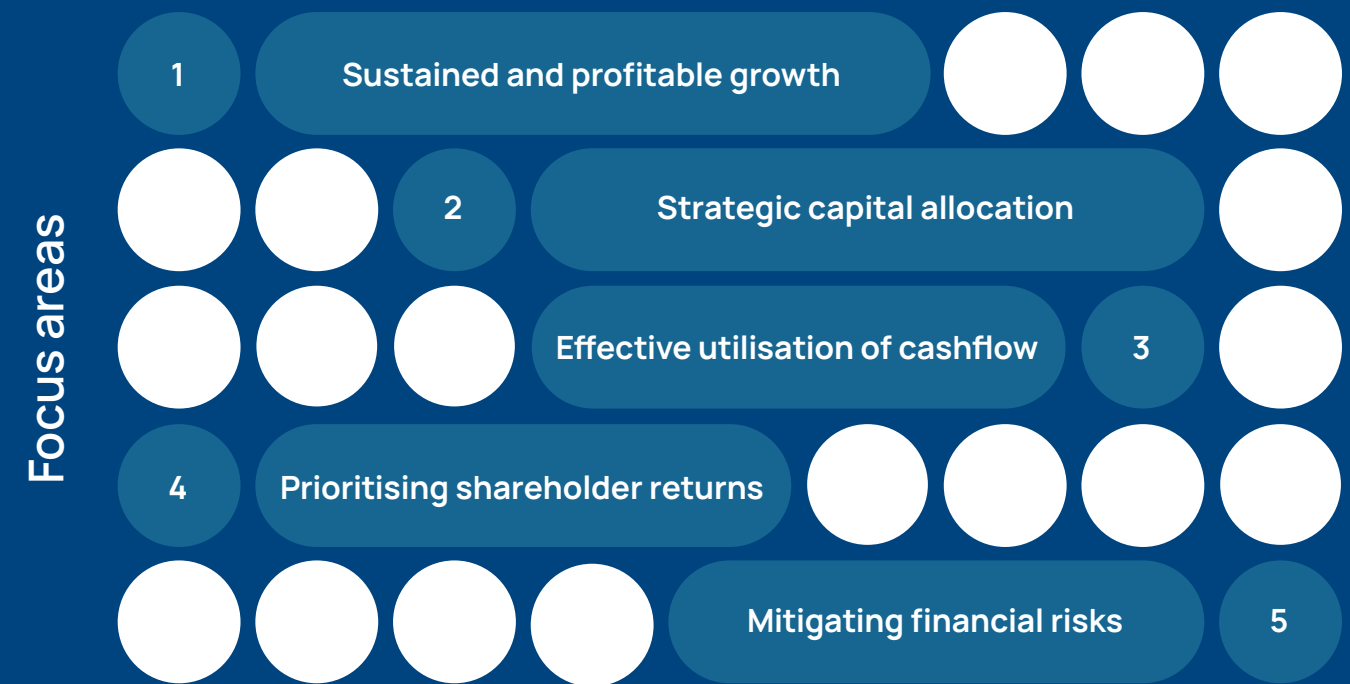 Focus areas
1
Sustained and profitable growth
2
Strategic capital allocation
Effective utilisation of cashflow
3
4
Prioritising shareholder returns
Mitigating financial risks
5